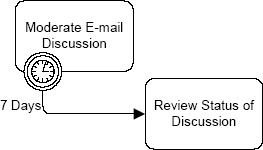 Moderate E-mail
Discussion
7 Days
Review Status of
Discussion